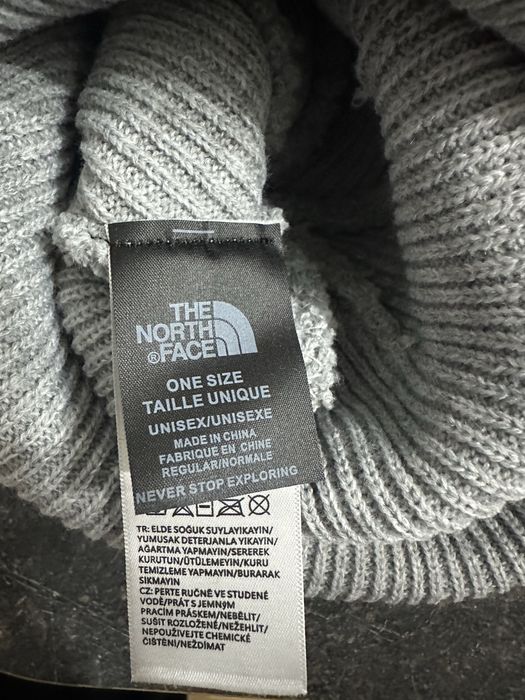 THE
NORTH
®FACE
ONE SIZE
TAILLE UNIQUE
UNISEX/UNISEXE
MADE IN CHINA
FABRIQUE EN CHINE
REGULAR/NORMALE
NEVER STOP EXPLORING
TR: ELDE SOĞUK SUYLAYIKAYIN/
YUMUSAK DETERJANLA YIKAYIN/
AĞARTMA YAPMAYIN/SEREREK
KURUTUN/ÜTÜLEMEYIN/KURU
TEMIZLEME YAPMAYIN/BURARAK
SIKMAYIN
CZ: PERTE RUČNĚ VE STUDENÉ
VODĚ/PRÁT S JEMNÝM
PRACÍM PRÁSKEM/NEBĚLIT/
SUŠIT ROZLOŽENÉ/NEŽEHLIT/
NEPOUŽIVEJTE CHEMICKÉ
ČIŠTĚNÍ/NEŽDÍMAT